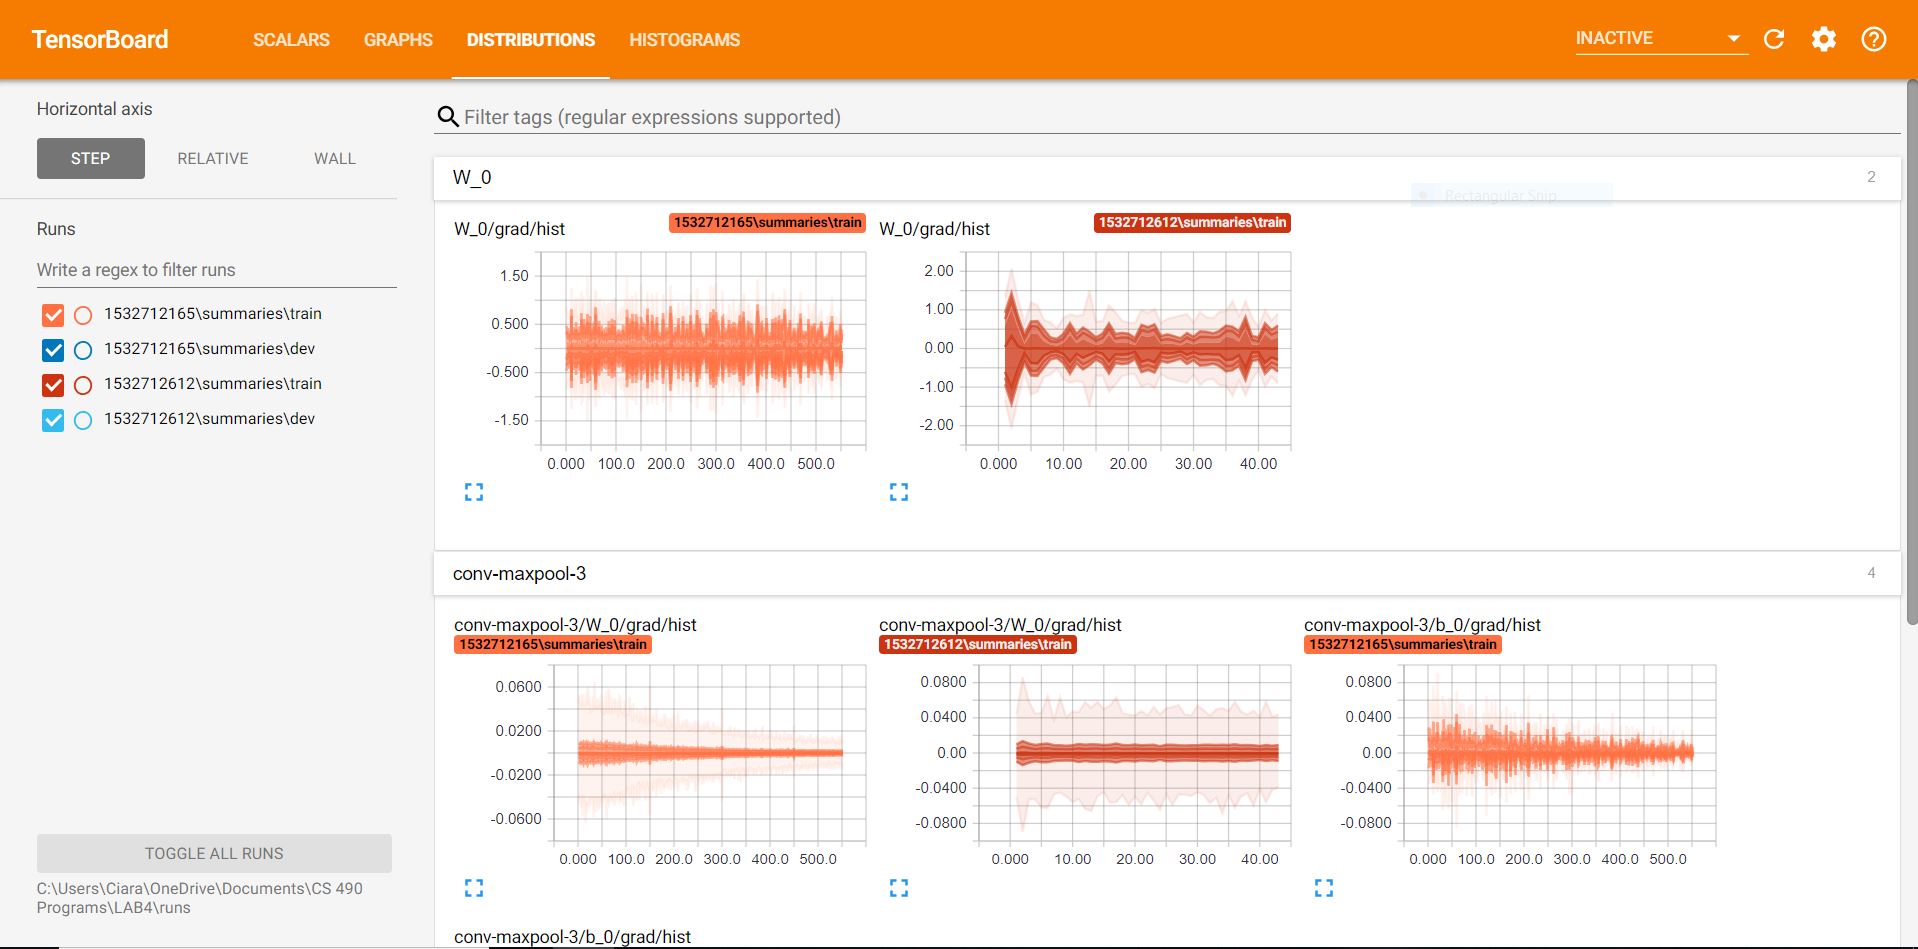 TensorBoard SCALARS GRAPHS DISTRIBUTIONS HISTOGRAMS INACTIVE
Horizontal axis
STEP RELATIVE WALL
Runs
Write a regex to filter runs
1532712165\summaries\train
1532712165\summaries\dev
1532712612\summaries\train
1532712612\summaries\dev
TOGGLE ALL RUNS
C:\Users\Ciara\OneDrive\Documents\CS 490
Programs\LAB4\runs
Filter tags (regular expressions supported)
W_0 2
Rectangular Snip
W_0/grad/hist 1532712165\summaries\train
1.50
0.500
-0.500
-1.50
0.000 100.0 200.0 300.0 400.0 500.0
W_0/grad/hist 1532712612\summaries\train
2.00
1.00
0.00
-1.00
-2.00
0.000 10.00 20.00 30.00 40.00
conv-maxpool-3 4
conv-maxpool-3/W_0/grad/hist
1532712165\summaries\train
0.0600
0.0200
-0.0200
-0.0600
0.000 100.0 200.0 300.0 400.0 500.0
conv-maxpool-3/W_0/grad/hist
1532712612\summaries\train
0.0800
0.0400
0.00
-0.0400
-0.0800
0.000 10.00 20.00 30.00 40.00
conv-maxpool-3/b_0/grad/hist
1532712165\summaries\train
0.0800
0.0400
0.00
-0.0400
-0.0800
0.000 100.0 200.0 300.0 400.0 500.0
conv-maxpool-3/b_0/grad/hist